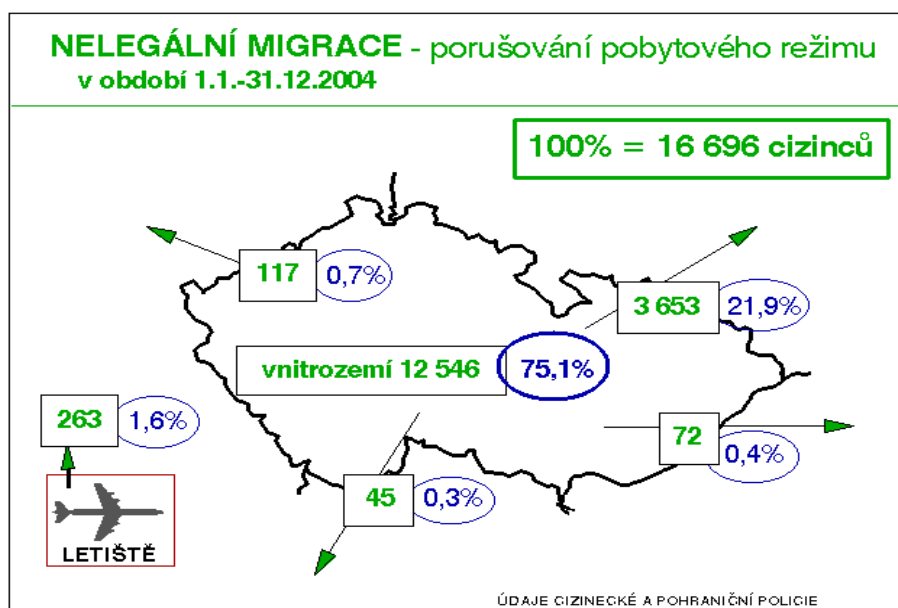 NELEGÁLNÍ MIGRACE - porušování pobytového režimu
v období 1.1.-31.12.2004
100% = 16 696 cizinců
117 0,7%
3 653 21,9%
vnitrozemí 12 546 75,1%
263 1,6%
72 0,4%
45 0,3%
LETIŠTĚ
ÚDAJE CIZINECKÉ A POHRANIČNÍ POLICIE